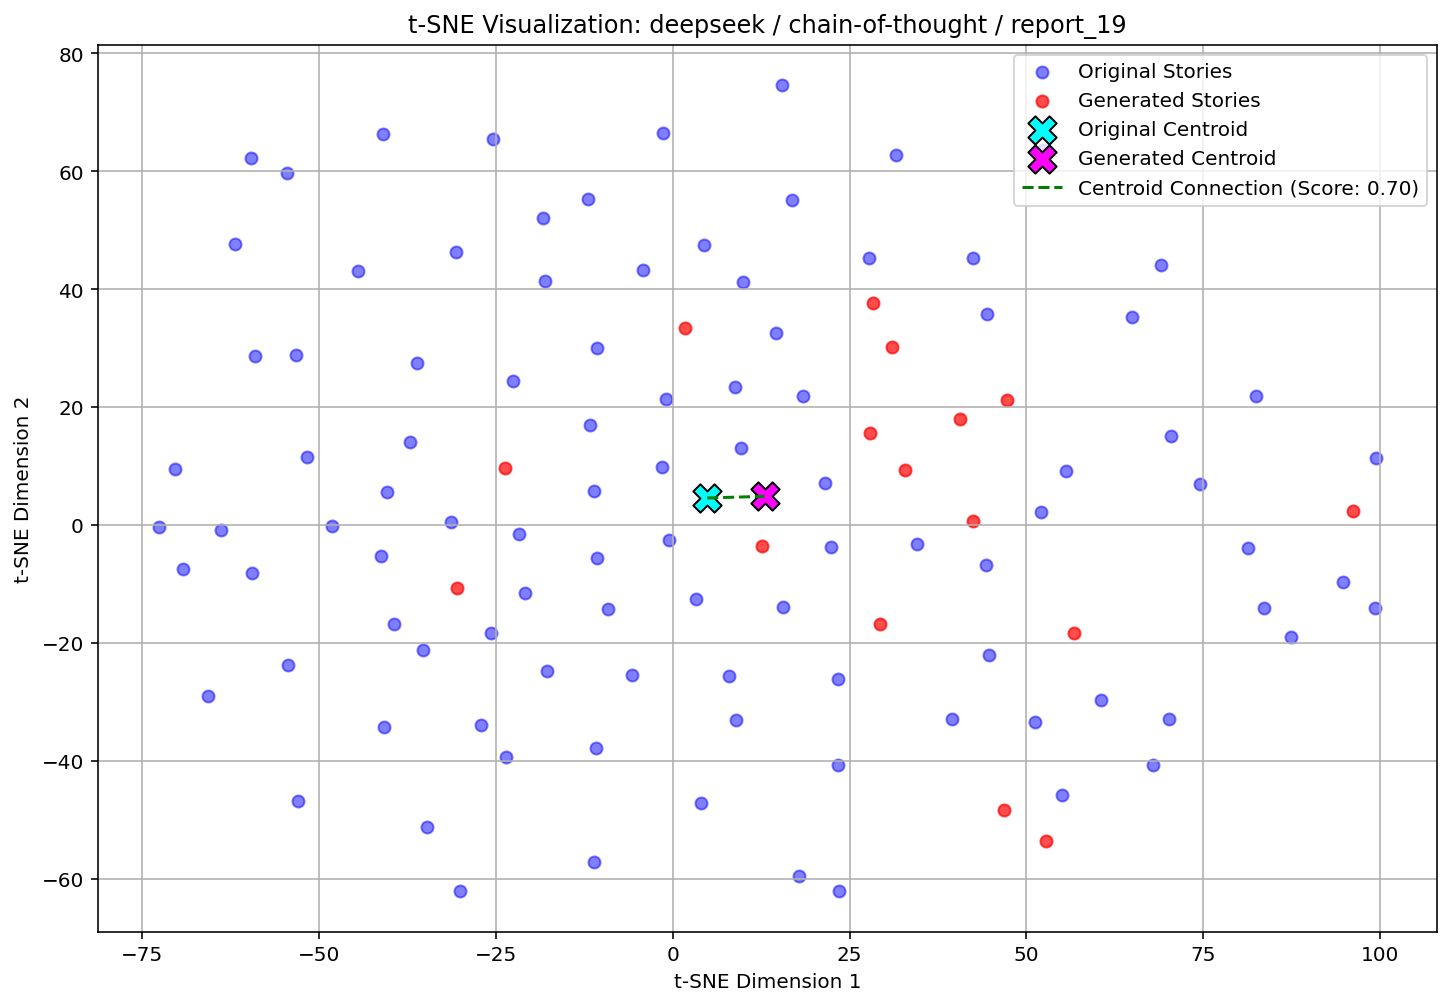 t-SNE Visualization: deepseek / chain-of-thought / report_19
Original Stories
Generated Stories
Original Centroid
Generated Centroid
Centroid Connection (Score: 0.70)
80
60
40
20
0
−20
−40
−60
t-SNE Dimension 2
−75
−50
−25
0
25
50
75
100
t-SNE Dimension 1